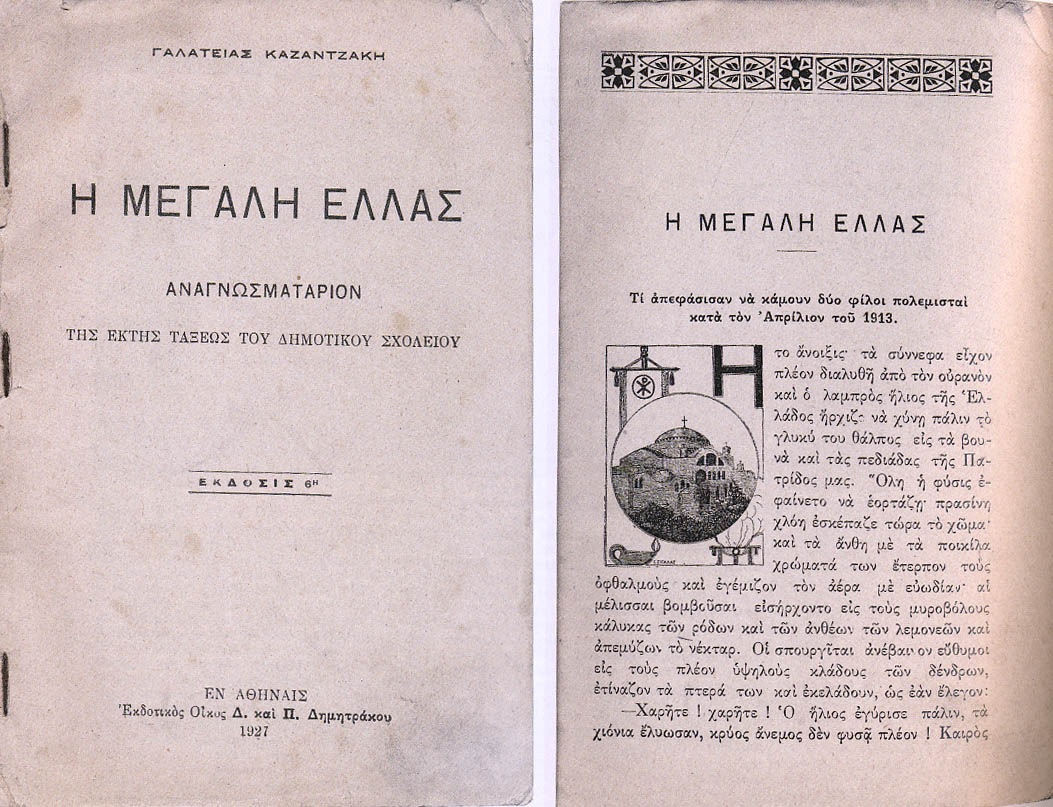 ΓΑΛΑΤΕΙΑΣ ΚΑΖΑΝΤΖΑΚΗ
Η ΜΕΓΑΛΗ ΕΛΛΑΣ
ΑΝΑΓΝΩΣΜΑΤΑΡΙΟΝ
ΤΗΣ ΕΚΤΗΣ ΤΑΞΕΩΣ ΤΟΥ ΔΗΜΟΤΙΚΟΥ ΣΧΟΛΕΙΟΥ
ΕΚΔΟΣΙΣ 6Η
ΕΝ ΑΘΗΝΑΙΣ
Ἐκδοτικὸς Οἶκος Δ. καὶ Π. Δημητράκου
1927
Η ΜΕΓΑΛΗ ΕΛΛΑΣ
Τί ἀπεφάσισαν νὰ κάμουν δύο φίλοι πολεμισταὶ
κατὰ τὸν Ἀπρίλιον τοῦ 1913.
Η
το ἄνοιξις· τὰ σύννεφα εἶχον
πλέον διαλυθῆ ἀπὸ τὸν οὐρανὸν
καὶ ὁ λαμπρὸς ἥλιος τῆς Ἑλ-
λάδος ἤρχιζε νὰ χύνῃ πάλιν τὸ
γλυκύ του θάλπος εἰς τὰ βου-
νὰ καὶ τὰς πεδιάδας τῆς Πα-
τρίδος μας. Ὅλη ἡ φύσις ἐ-
φαίνετο νὰ ἑορτάζῃ· πρασίνη
χλόη ἐσκέπαζε τώρα τὸ χῶμα·
καὶ τὰ ἄνθη μὲ τὰ ποικίλα
χρώματά των ἔτερπον τοὺς
ὀφθαλμοὺς καὶ ἐγέμιζον τὸν ἀέρα μὲ εὐωδίαν· αἱ
μέλισσαι βομβοῦσαι εἰσήρχοντο εἰς τοὺς μυροβόλους
κάλυκας τῶν ρόδων καὶ τῶν ἀνθέων τῶν λεμονεῶν καὶ
ἀπεμύζων τὸ νέκταρ. Οἱ σπουργῖται ἀνέβαινον εὔθυμοι
εἰς τοὺς πλέον ὑψηλοὺς κλάδους τῶν δένδρων,
ἐτίναζον τὰ πτερά των καὶ ἐκελάδουν, ὡς ἐὰν ἔλεγον:
—Χαρῆτε ! χαρῆτε ! Ὁ ἥλιος ἐγύρισε πάλιν, τὰ
χιόνια ἔλυωσαν, κρύος ἄνεμος δὲν φυσᾷ πλέον ! Καιρὸς